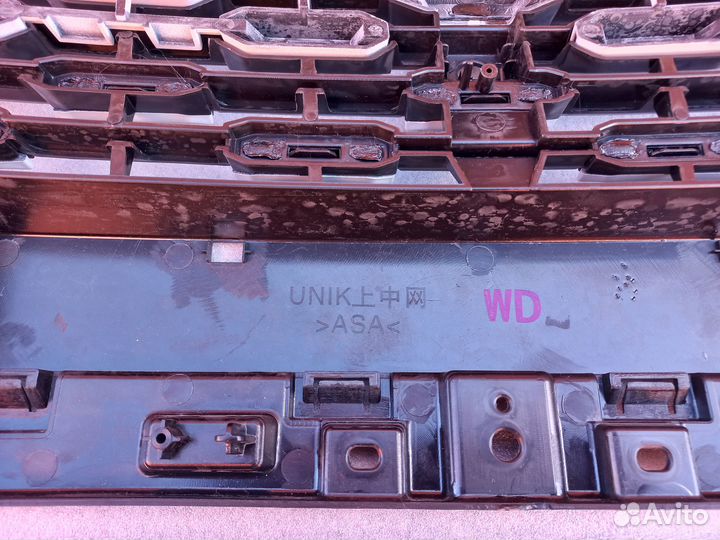 UNIK上中网
>ASA<
WD
Avito